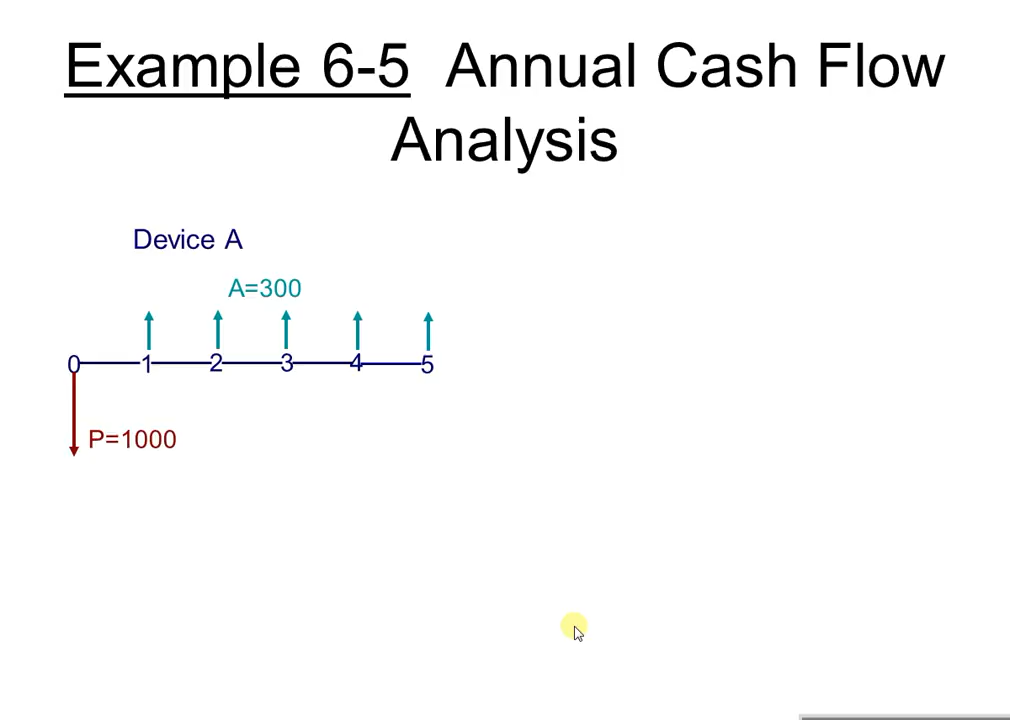 Example 6-5 Annual Cash Flow
Analysis
Device A
A=300
0 1 2 3 4 5
P=1000